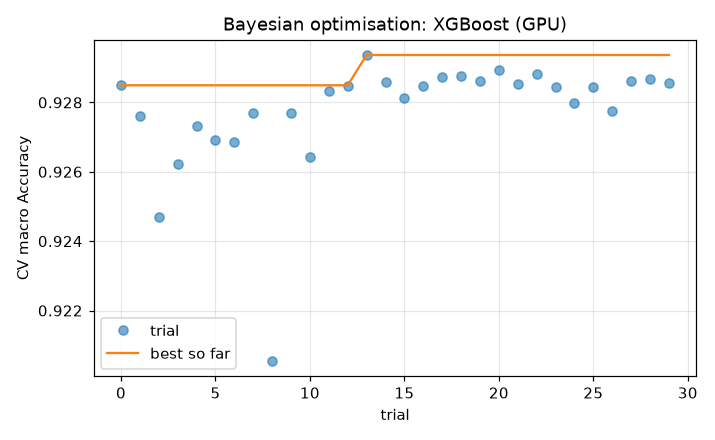 Bayesian optimisation: XGBoost (GPU)
CV macro Accuracy
0.928
0.926
0.924
0.922
trial
best so far
0 5 10 15 20 25 30
trial